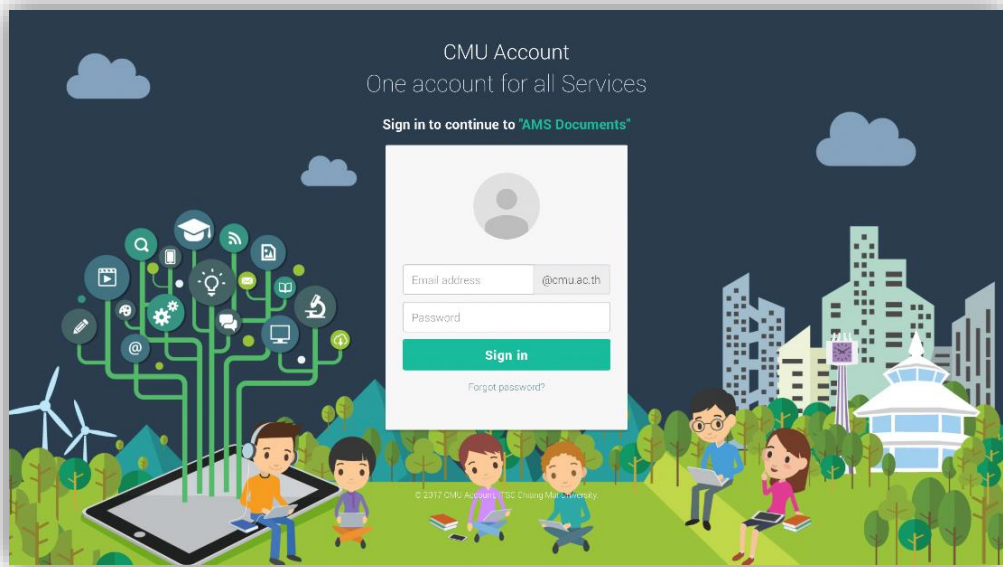 CMU Account
One account for all Services
Sign in to continue to "AMS Documents"
Email address
@cmu.ac.th
Password
Sign in
Forgot password?
© 2017 CMU Account, ITSC Chiang Mai University.
@